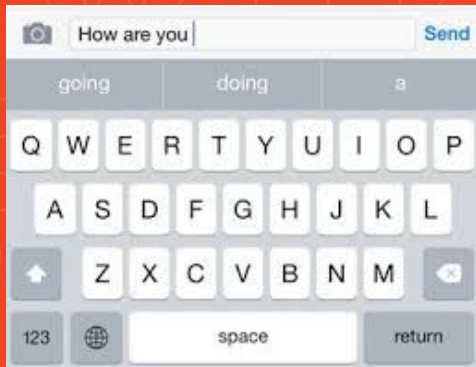 How are you Send
going doing a
Q W E R T Y U I O P
A S D F G H J K L
Z X C V B N M
123 space return